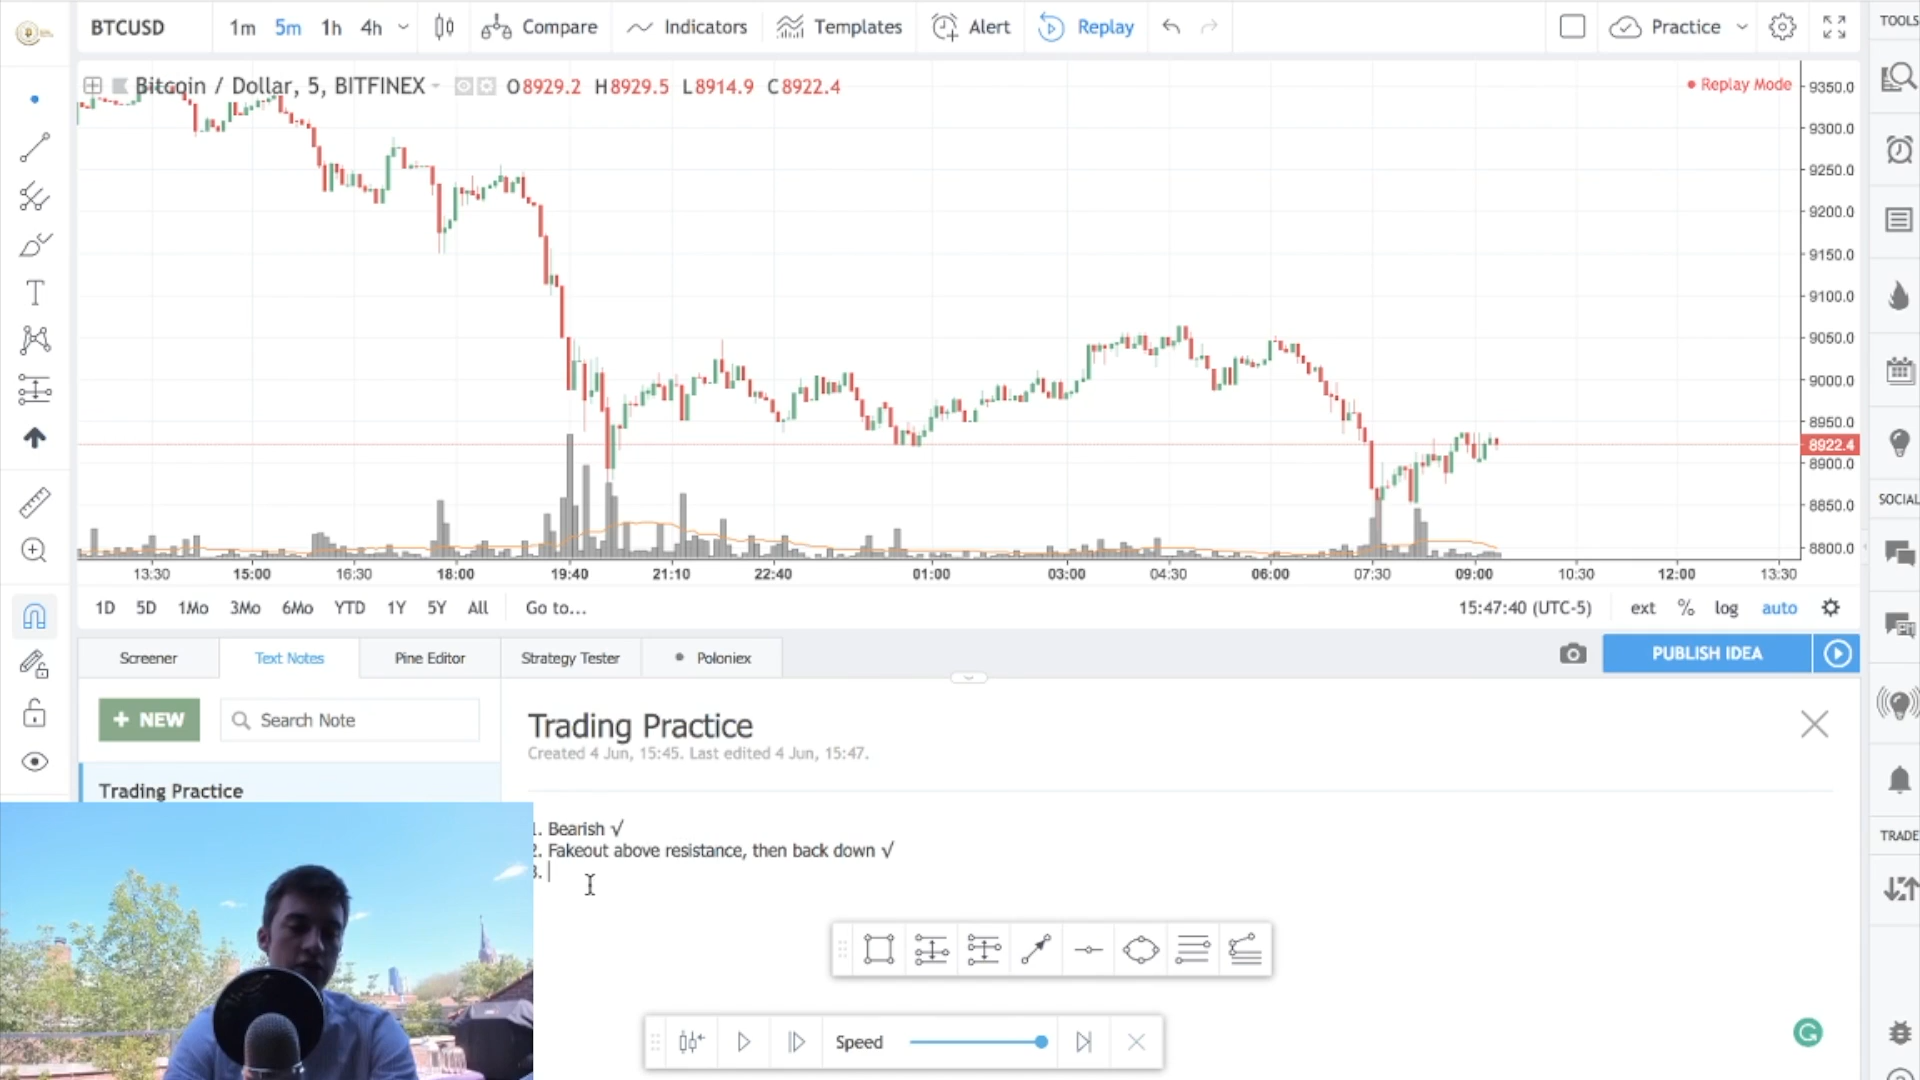 BTCUSD
1m 5m 1h 4h Compare Indicators Templates Alert Replay Practice
TOOLS
Bitcoin / Dollar, 5, BITFINEX O8929.2 H8929.5 L8914.9 C8922.4
Replay Mode
9350.0
9300.0
9250.0
9200.0
9150.0
9100.0
9050.0
9000.0
8950.0
8922.4
8900.0
8850.0
8800.0
13:30 15:00 16:30 18:00 19:40 21:10 22:40 01:00 03:00 04:30 06:00 07:30 09:00 10:30 12:00 13:30
SOCIAL
1D 5D 1Mo 3Mo 6Mo YTD 1Y 5Y All Go to... 15:47:40 (UTC-5) ext % log auto
Screener Text Notes Pine Editor Strategy Tester Poloniex PUBLISH IDEA
+ NEW Search Note
Trading Practice
Created 4 Jun, 15:45. Last edited 4 Jun, 15:47.
Trading Practice
1. Bearish √
2. Fakeout above resistance, then back down √
3.
TRADE
Speed